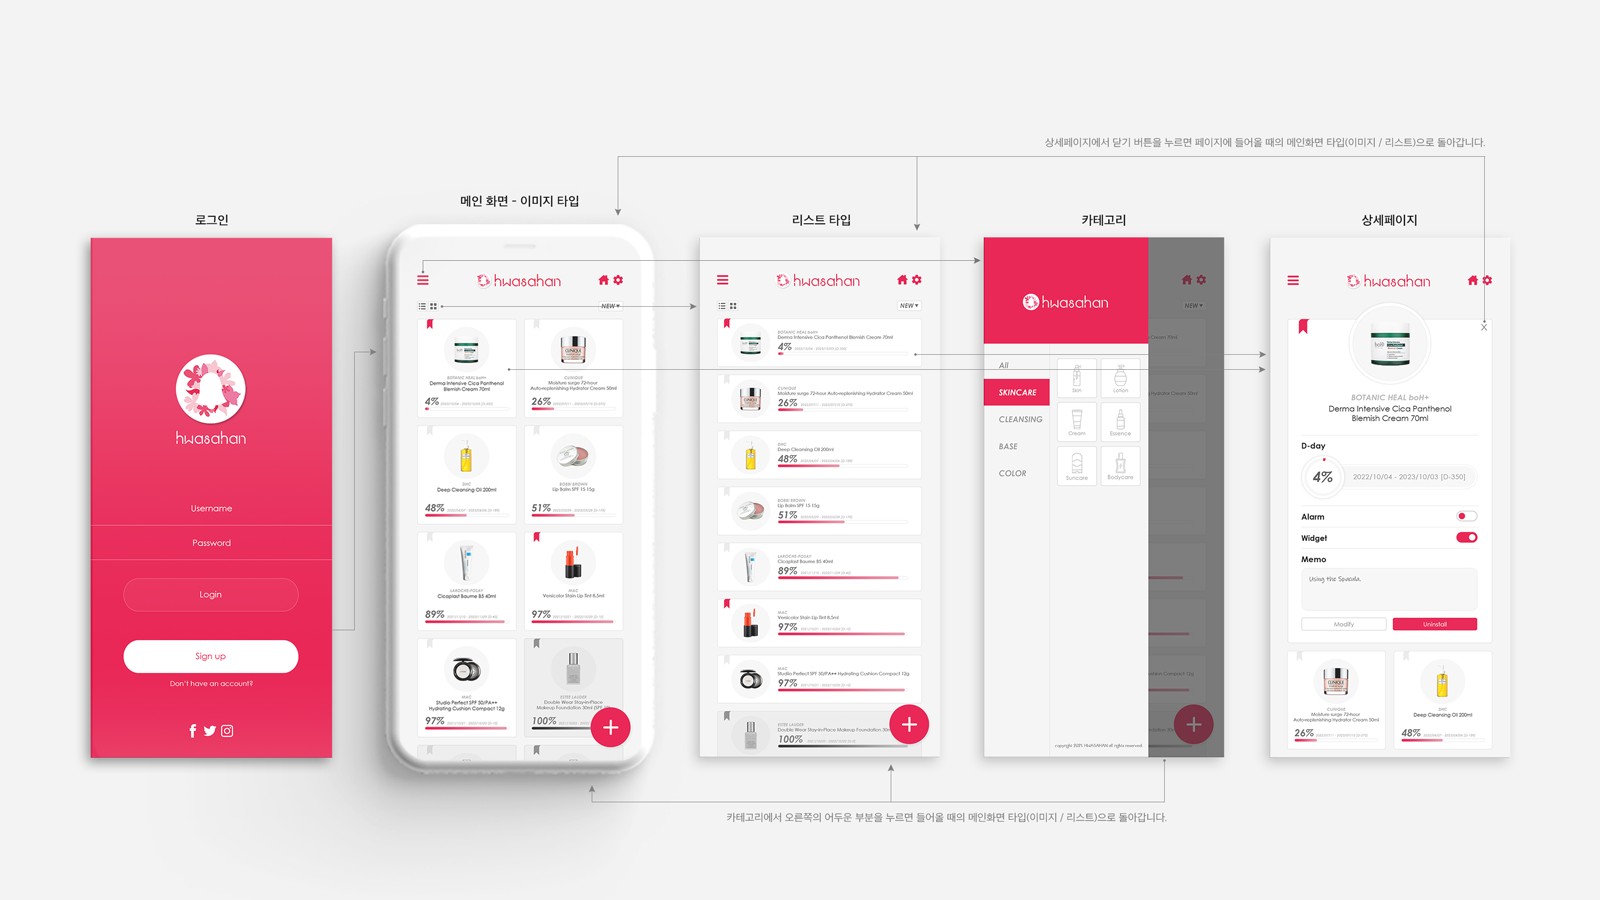 상세페이지에서 닫기 버튼을 누르면 페이지에 들어올 때의 메인화면 타입(이미지 / 리스트)으로 돌아갑니다.
로그인
hwasahan
Username
Password
Login
Sign up
Don't have an account?
메인 화면 - 이미지 타입
hwasahan
NEW
BOTANIC HEAL boH+
Derma Intensive Cica Panthenol
Blemish Cream 70ml
4%
CLINIQUE
Moisture surge 72-hour
Auto-replenishing Hydrator Cream 50ml
26%
DHC
Deep Cleansing Oil 200ml
48%
BOBBI BROWN
Lip Balm SPF 15 15g
51%
LAROCHE-POSAY
Cicaplast Baume B5 40ml
89%
MAC
Versicolor Stain Lip Tint 8.5ml
97%
MAC
Studio Perfect SPF 50/PA++
Hydrating Cushion Compact 12g
97%
ESTEE LAUDER
Double Wear Stay-in-Place
Makeup Foundation 30ml
100%
리스트 타입
hwasahan
NEW
BOTANIC HEAL boH+
Derma Intensive Cica Panthenol Blemish Cream 70ml
4%
CLINIQUE
Moisture surge 72-hour Auto-replenishing Hydrator Cream 50ml
26%
DHC
Deep Cleansing Oil 200ml
48%
BOBBI BROWN
Lip Balm SPF 15 15g
51%
LAROCHE-POSAY
Cicaplast Baume B5 40ml
89%
MAC
Versicolor Stain Lip Tint 8.5ml
97%
MAC
Studio Perfect SPF 50/PA++ Hydrating Cushion Compact 12g
97%
ESTEE LAUDER
Double Wear Stay-in-Place Makeup Foundation
100%
카테고리
hwasahan
NEW
All
SKINCARE
CLEANSING
BASE
COLOR
Skin
Lotion
Cream
Essence
Suncare
Bodycare
copyright 2021. HWASAHAN all rights reserved.
상세페이지
hwasahan
X
BOTANIC HEAL boH+
Derma Intensive Cica Panthenol
Blemish Cream 70ml
D-day
4%
2022/10/04 - 2023/10/03 [D-350]
Alarm
Widget
Memo
Using the Spacula.
Modify
Uninstall
CLINIQUE
Moisture surge 72-hour
Auto-replenishing Hydrator Cream 50ml
26%
DHC
Deep Cleansing Oil 200ml
48%
카테고리에서 오른쪽의 어두운 부분을 누르면 들어올 때의 메인화면 타입(이미지 / 리스트)으로 돌아갑니다.